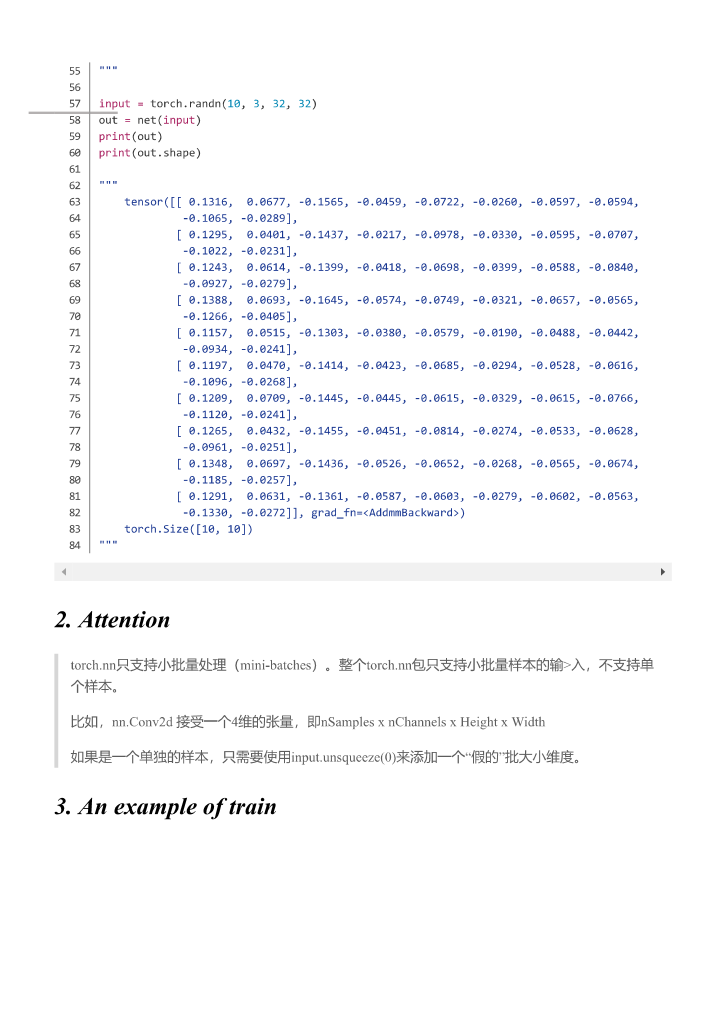 55 """
56
57 input = torch.randn(10, 3, 32, 32)
58 out = net(input)
59 print(out)
60 print(out.shape)
61
62 """
63     tensor([[ 0.1316,  0.0677, -0.1565, -0.0459, -0.0722, -0.0260, -0.0597, -0.0594,
64              -0.1065, -0.0289],
65             [ 0.1295,  0.0401, -0.1437, -0.0217, -0.0978, -0.0330, -0.0595, -0.0707,
66              -0.1022, -0.0231],
67             [ 0.1243,  0.0614, -0.1399, -0.0418, -0.0698, -0.0399, -0.0588, -0.0840,
68              -0.0927, -0.0279],
69             [ 0.1388,  0.0693, -0.1645, -0.0574, -0.0749, -0.0321, -0.0657, -0.0565,
70              -0.1266, -0.0405],
71             [ 0.1157,  0.0515, -0.1303, -0.0380, -0.0579, -0.0190, -0.0488, -0.0442,
72              -0.0934, -0.0241],
73             [ 0.1197,  0.0470, -0.1414, -0.0423, -0.0685, -0.0294, -0.0528, -0.0616,
74              -0.1096, -0.0268],
75             [ 0.1209,  0.0709, -0.1445, -0.0445, -0.0615, -0.0329, -0.0615, -0.0766,
76              -0.1120, -0.0241],
77             [ 0.1265,  0.0432, -0.1455, -0.0451, -0.0814, -0.0274, -0.0533, -0.0628,
78              -0.0961, -0.0251],
79             [ 0.1348,  0.0697, -0.1436, -0.0526, -0.0652, -0.0268, -0.0565, -0.0674,
80              -0.1185, -0.0257],
81             [ 0.1291,  0.0631, -0.1361, -0.0587, -0.0603, -0.0279, -0.0602, -0.0563,
82              -0.1330, -0.0272]], grad_fn=<AddmmBackward>)
83     torch.Size([10, 10])
84 """
2. Attention
torch.nn只支持小批量处理（mini-batches）。整个torch.nn包只支持小批量样本的输>入，不支持单
个样本。
比如，nn.Conv2d 接受一个4维的张量，即nSamples x nChannels x Height x Width
如果是一个单独的样本，只需要使用input.unsqueeze(0)来添加一个“假的”批大小维度。
3. An example of train